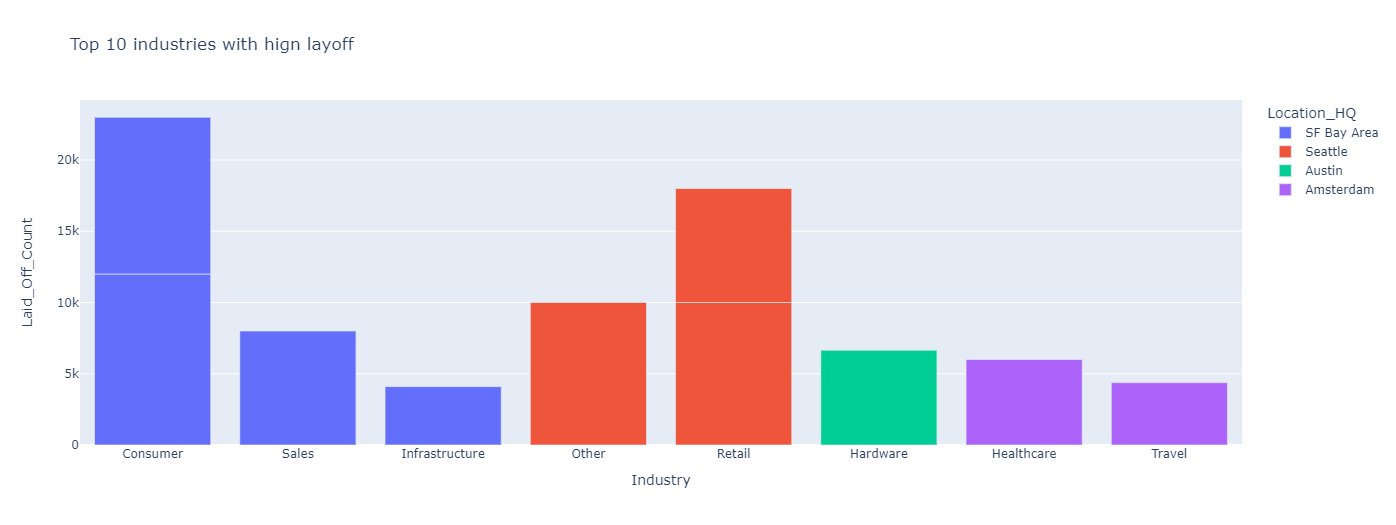 Top 10 industries with hign layoff
Location_HQ
SF Bay Area
Seattle
Austin
Amsterdam
Laid_Off_Count
20k
15k
10k
5k
0
Consumer
Sales
Infrastructure
Other
Retail
Hardware
Healthcare
Travel
Industry